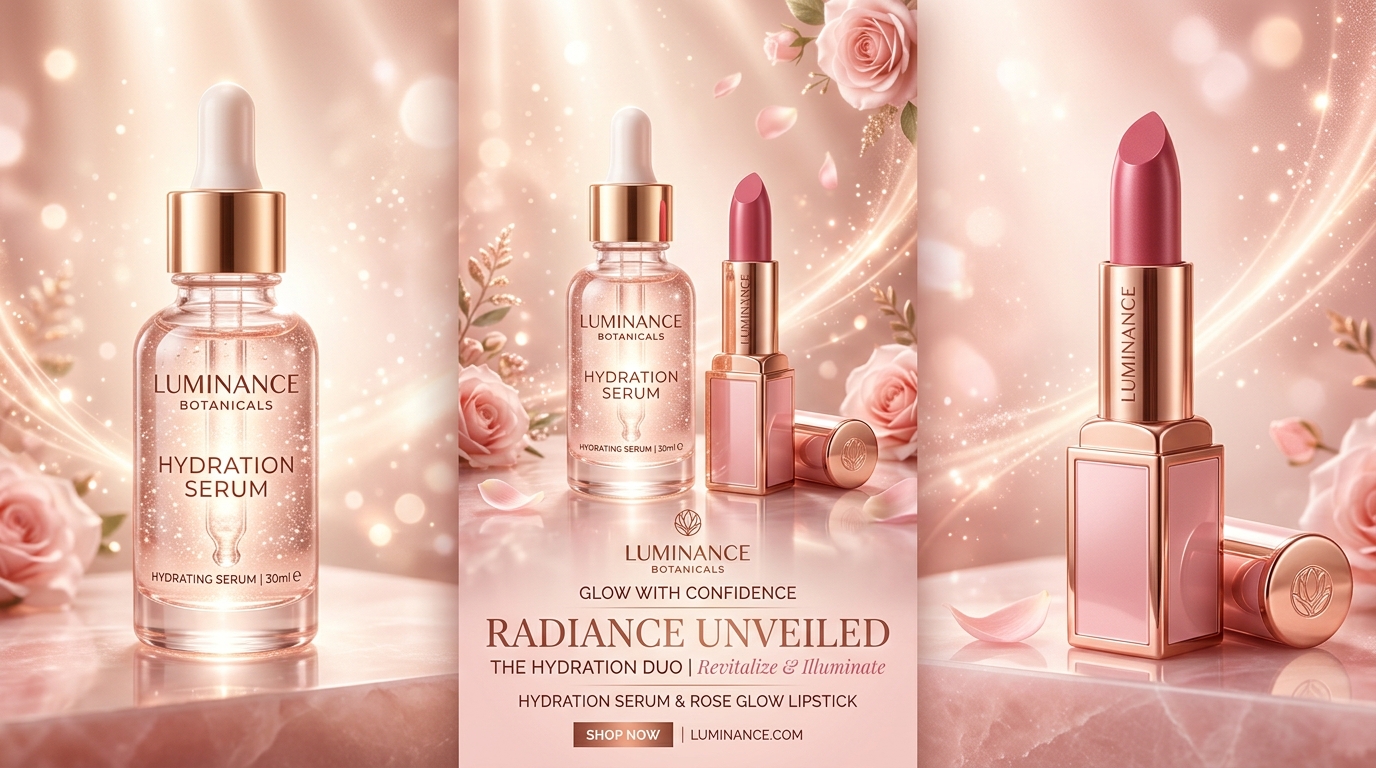 LUMINANCE
BOTANICALS
HYDRATION
SERUM
HYDRATING SERUM | 30ml ℮
LUMINANCE
BOTANICALS
HYDRATION
SERUM
HYDRATING SERUM | 30ml ℮
LUMINANCE
LUMINANCE
BOTANICALS
GLOW WITH CONFIDENCE
RADIANCE UNVEILED
THE HYDRATION DUO | Revitalize & Illuminate
HYDRATION SERUM & ROSE GLOW LIPSTICK
SHOP NOW | LUMINANCE.COM
LUMINANCE